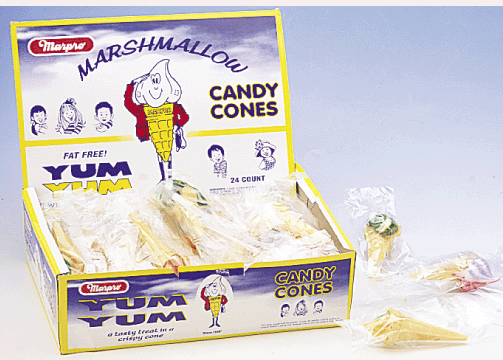 Marpro
MARSHMALLOW
CANDY
CONES
FAT FREE!
YUM
YUM
24 COUNT
Marpro
YUM
YUM
a tasty treat in a
crispy cone
CANDY
CONES